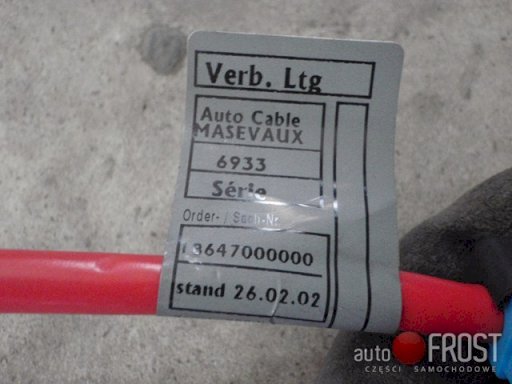 Verb. Ltg
Auto Cable
MASEVAUX
6933
Série
Order- / Sach-Nr
13647000000
stand 26.02.02
auto FROST
CZĘŚCI SAMOCHODOWE